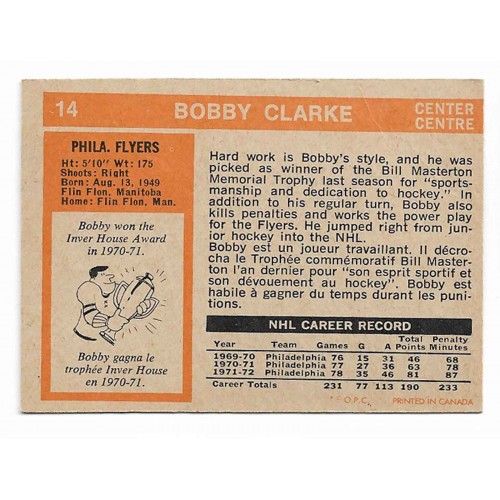 14 BOBBY CLARKE CENTER
CENTRE
PHILA. FLYERS
Ht: 5'10" Wt: 175
Shoots: Right
Born: Aug. 13, 1949
Flin Flon, Manitoba
Home: Flin Flon, Man.
Bobby won the
Inver House Award
in 1970-71.
Bobby gagna le
trophée Inver House
en 1970-71.
Hard work is Bobby's style, and he was
picked as winner of the Bill Masterton
Memorial Trophy last season for "sports-
manship and dedication to hockey". In
addition to his regular turn, Bobby also
kills penalties and works the power play
for the Flyers. He jumped right from
junior hockey into the NHL.
Bobby est un joueur travaillant. Il décro-
cha le Trophée commémoratif Bill Master-
ton l'an dernier pour "son esprit sportif et
son dévouement au hockey". Bobby est
habile à gagner du temps durant les puni-
tions.
NHL CAREER RECORD
Total Penalty
Year Team Games G A Points Minutes
1969-70 Philadelphia 76 15 31 46 68
1970-71 Philadelphia 77 27 36 63 78
1971-72 Philadelphia 78 35 46 81 87
Career Totals 231 77 113 190 233
* © O.P.C. PRINTED IN CANADA